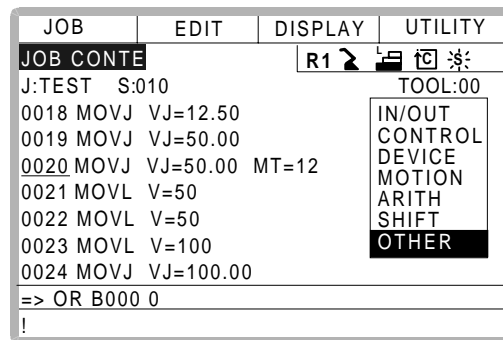 JOB EDIT DISPLAY UTILITY
JOB CONTE R1 L C S
J:TEST S:010 TOOL:00
0018 MOVJ VJ=12.50 IN/OUT
0019 MOVJ VJ=50.00 CONTROL
0020 MOVJ VJ=50.00 MT=12 DEVICE
MOTION
0021 MOVL V=50 ARITH
0022 MOVL V=50 SHIFT
0023 MOVL V=100 OTHER
0024 MOVJ VJ=100.00
=> OR B000 0
!